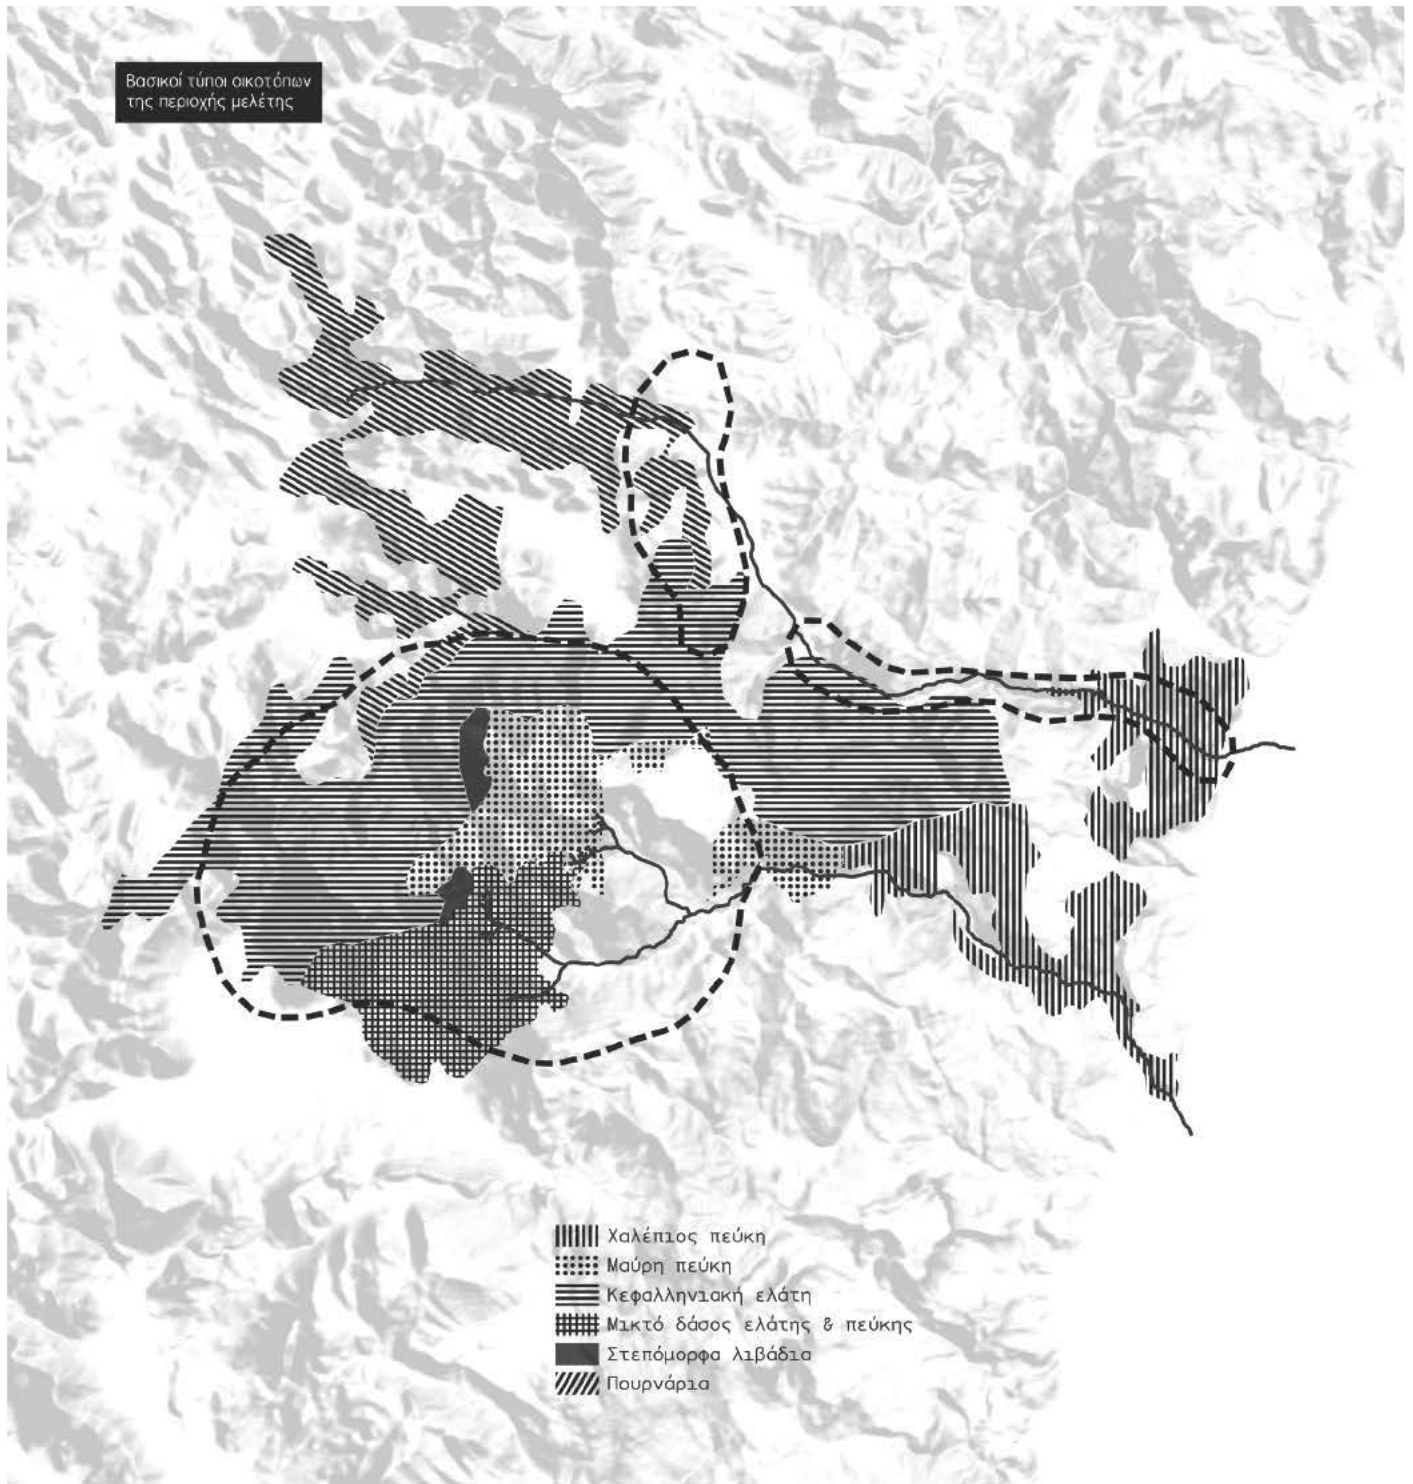 Βασικοί τύποι οικοτόπων
της περιοχής μελέτης
Χαλέπιος πεύκη
Μαύρη πεύκη
Κεφαλληνιακή ελάτη
Μικτό δάσος ελάτης & πεύκης
Στεπόμορφα λιβάδια
Πουρνάρια